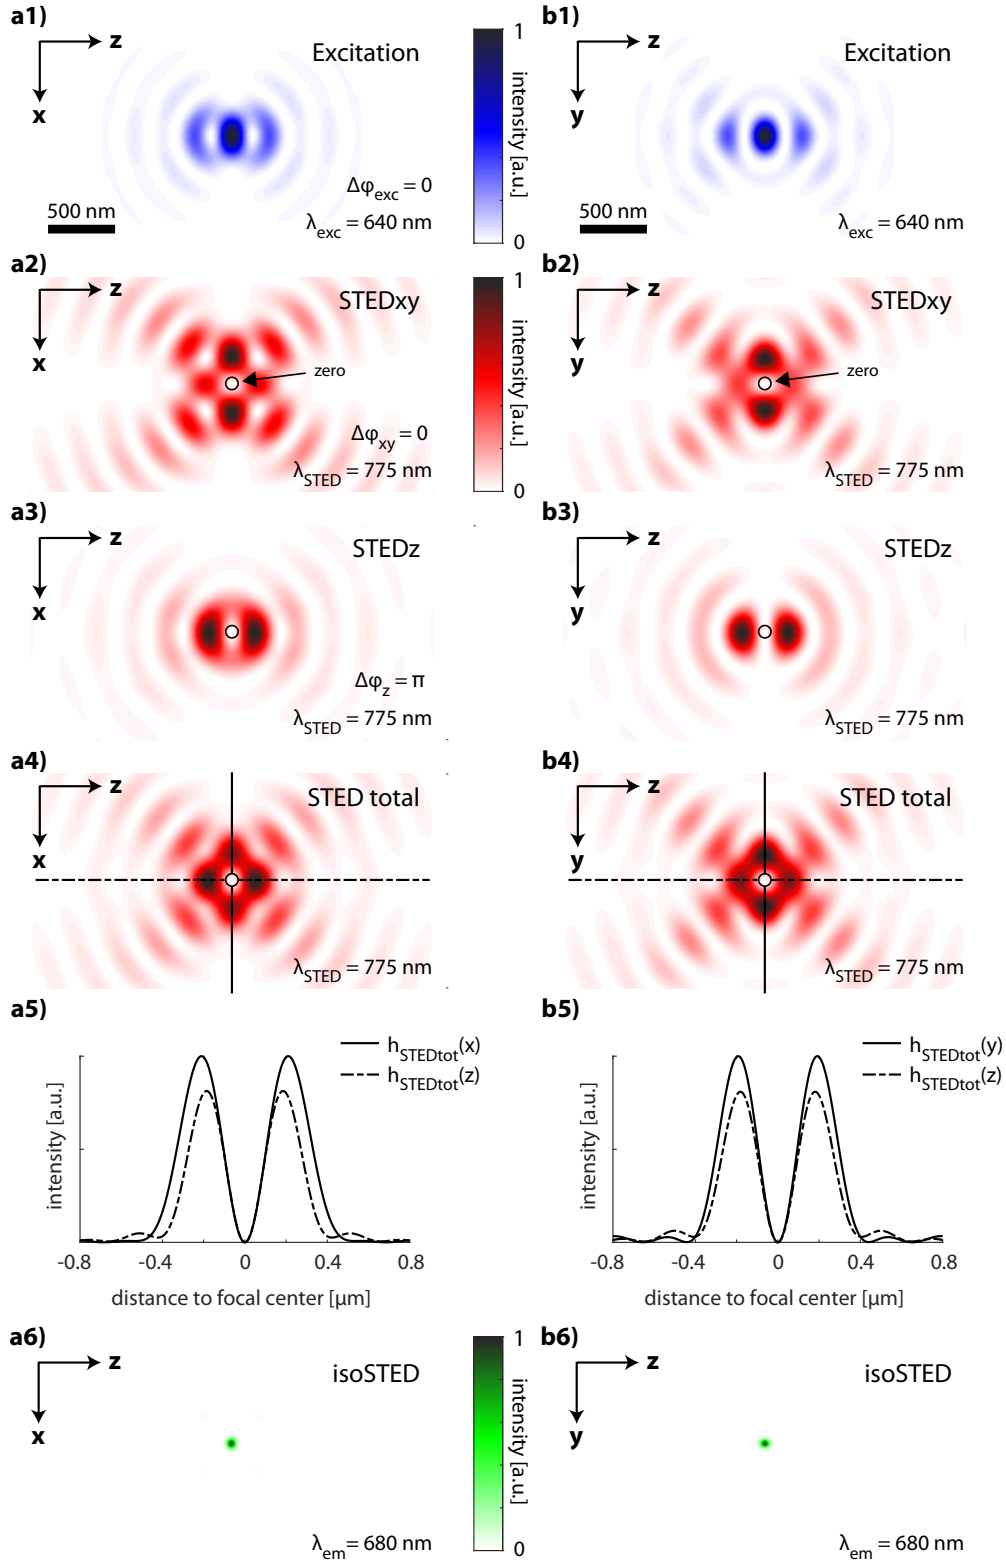 a1)
z
x
Excitation
Δφexc = 0
λexc = 640 nm
500 nm
1
intensity [a.u.]
0
b1)
z
y
Excitation
λexc = 640 nm
500 nm
a2)
z
x
STEDxy
zero
Δφxy = 0
λSTED = 775 nm
1
intensity [a.u.]
0
b2)
z
y
STEDxy
zero
λSTED = 775 nm
a3)
z
x
STEDz
Δφz = π
λSTED = 775 nm
b3)
z
y
STEDz
λSTED = 775 nm
a4)
z
x
STED total
λSTED = 775 nm
b4)
z
y
STED total
λSTED = 775 nm
a5)
hSTEDtot(x)
hSTEDtot(z)
intensity [a.u.]
-0.8 -0.4 0 0.4 0.8
distance to focal center [μm]
b5)
hSTEDtot(y)
hSTEDtot(z)
intensity [a.u.]
-0.8 -0.4 0 0.4 0.8
distance to focal center [μm]
a6)
z
x
isoSTED
λem = 680 nm
1
intensity [a.u.]
0
b6)
z
y
isoSTED
λem = 680 nm